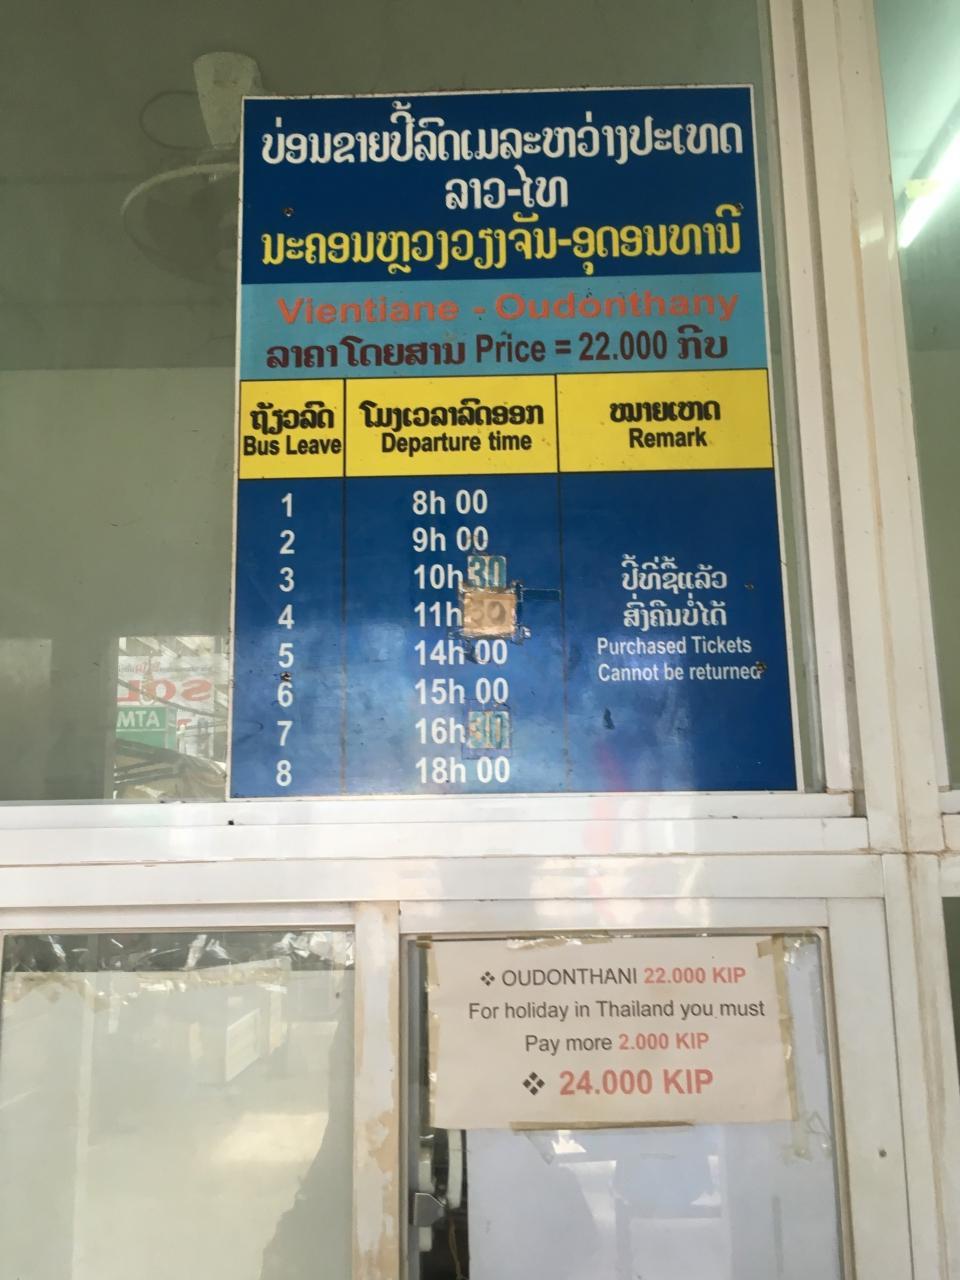 ບ່ອນຂາຍປີ້ລົດເມລະຫວ່າງປະເທດ
ລາວ-ໄທ
ນະຄອນຫຼວງວຽງຈັນ-ອຸດອນທານີ
Vientiane - Oudonthany
ລາຄາໂດຍສານ Price = 22.000 ກີບ
ຖ້ຽວລົດ ໂມງເວລາລົດອອກ ໝາຍເຫດ
Bus Leave Departure time Remark
1 8h 00
2 9h 00
3 10h 30
4 11h 30
5 14h 00
6 15h 00
7 16h 30
8 18h 00
ປີ້ທີ່ຊື້ແລ້ວ
ສົ່ງຄືນບໍ່ໄດ້
Purchased Tickets
Cannot be returned
ATM
❖ OUDONTHANI 22.000 KIP
For holiday in Thailand you must
Pay more 2.000 KIP
❖ 24.000 KIP